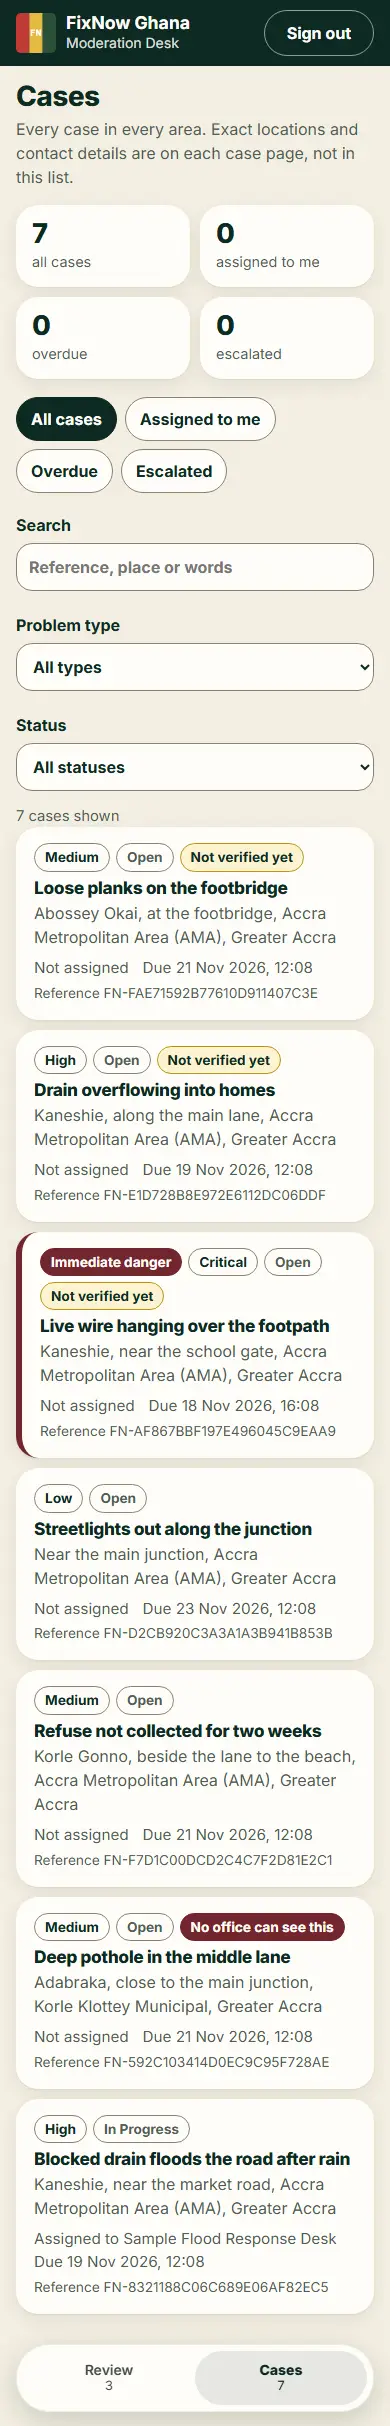 FN
FixNow Ghana
Moderation Desk
Sign out
Cases
Every case in every area. Exact locations and
contact details are on each case page, not in
this list.
7
all cases
0
assigned to me
0
overdue
0
escalated
All cases
Assigned to me
Overdue
Escalated
Search
Reference, place or words
Problem type
All types
Status
All statuses
7 cases shown
Medium
Open
Not verified yet
Loose planks on the footbridge
Abossey Okai, at the footbridge, Accra
Metropolitan Area (AMA), Greater Accra
Not assigned Due 21 Nov 2026, 12:08
Reference FN-FAE71592B77610D911407C3E
High
Open
Not verified yet
Drain overflowing into homes
Kaneshie, along the main lane, Accra
Metropolitan Area (AMA), Greater Accra
Not assigned Due 19 Nov 2026, 12:08
Reference FN-E1D728B8E972E6112DC06DDF
Immediate danger
Critical
Open
Not verified yet
Live wire hanging over the footpath
Kaneshie, near the school gate, Accra
Metropolitan Area (AMA), Greater Accra
Not assigned Due 18 Nov 2026, 16:08
Reference FN-AF867BBF197E496045C9EAA9
Low
Open
Streetlights out along the junction
Near the main junction, Accra
Metropolitan Area (AMA), Greater Accra
Not assigned Due 23 Nov 2026, 12:08
Reference FN-D2CB920C3A3A1A3B941B853B
Medium
Open
Refuse not collected for two weeks
Korle Gonno, beside the lane to the beach,
Accra Metropolitan Area (AMA), Greater
Accra
Not assigned Due 21 Nov 2026, 12:08
Reference FN-F7D1C00DCD2C4C7F2D81E2C1
Medium
Open
No office can see this
Deep pothole in the middle lane
Adabraka, close to the main junction,
Korle Klottey Municipal, Greater Accra
Not assigned Due 21 Nov 2026, 12:08
Reference FN-592C103414D0EC9C95F728AE
High
In Progress
Blocked drain floods the road after rain
Kaneshie, near the market road, Accra
Metropolitan Area (AMA), Greater Accra
Assigned to Sample Flood Response Desk
Due 19 Nov 2026, 12:08
Reference FN-8321188C06C689E06AF82EC5
Review
3
Cases
7